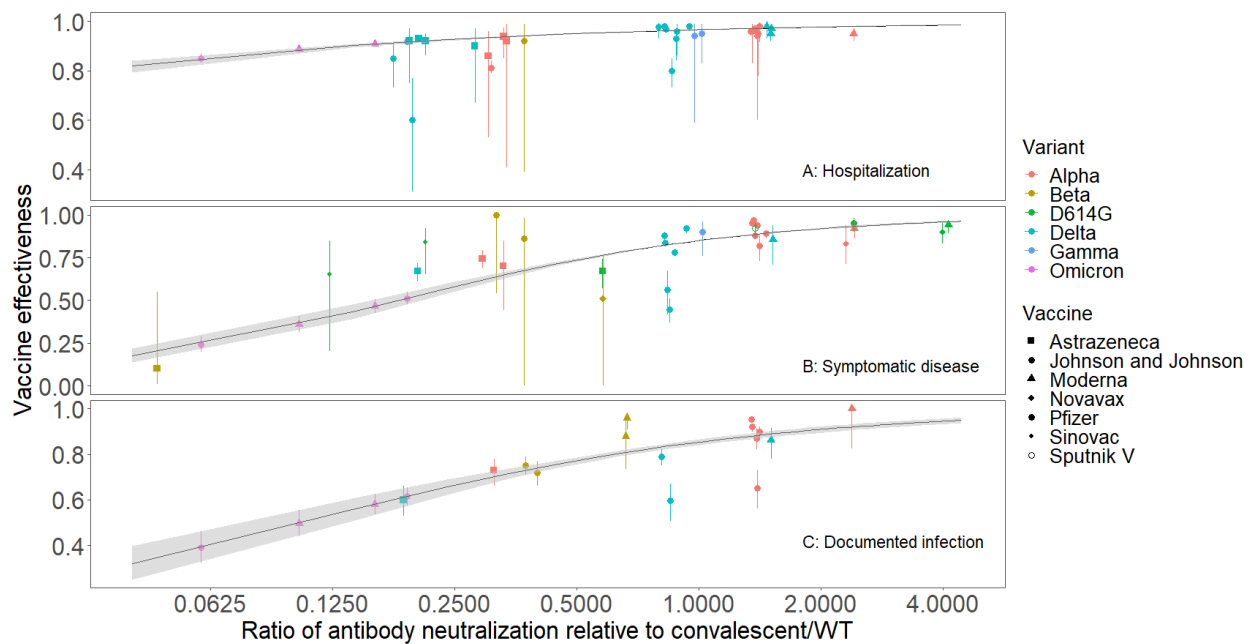 1.0
0.8
0.6
0.4
A: Hospitalization
1.00
0.75
0.50
0.25
0.00
B: Symptomatic disease
1.0
0.8
0.6
0.4
C: Documented infection
Vaccine effectiveness
0.0625 0.1250 0.2500 0.5000 1.0000 2.0000 4.0000
Ratio of antibody neutralization relative to convalescent/WT
Variant
Alpha
Beta
D614G
Delta
Gamma
Omicron
Vaccine
Astrazeneca
Johnson and Johnson
Moderna
Novavax
Pfizer
Sinovac
Sputnik V